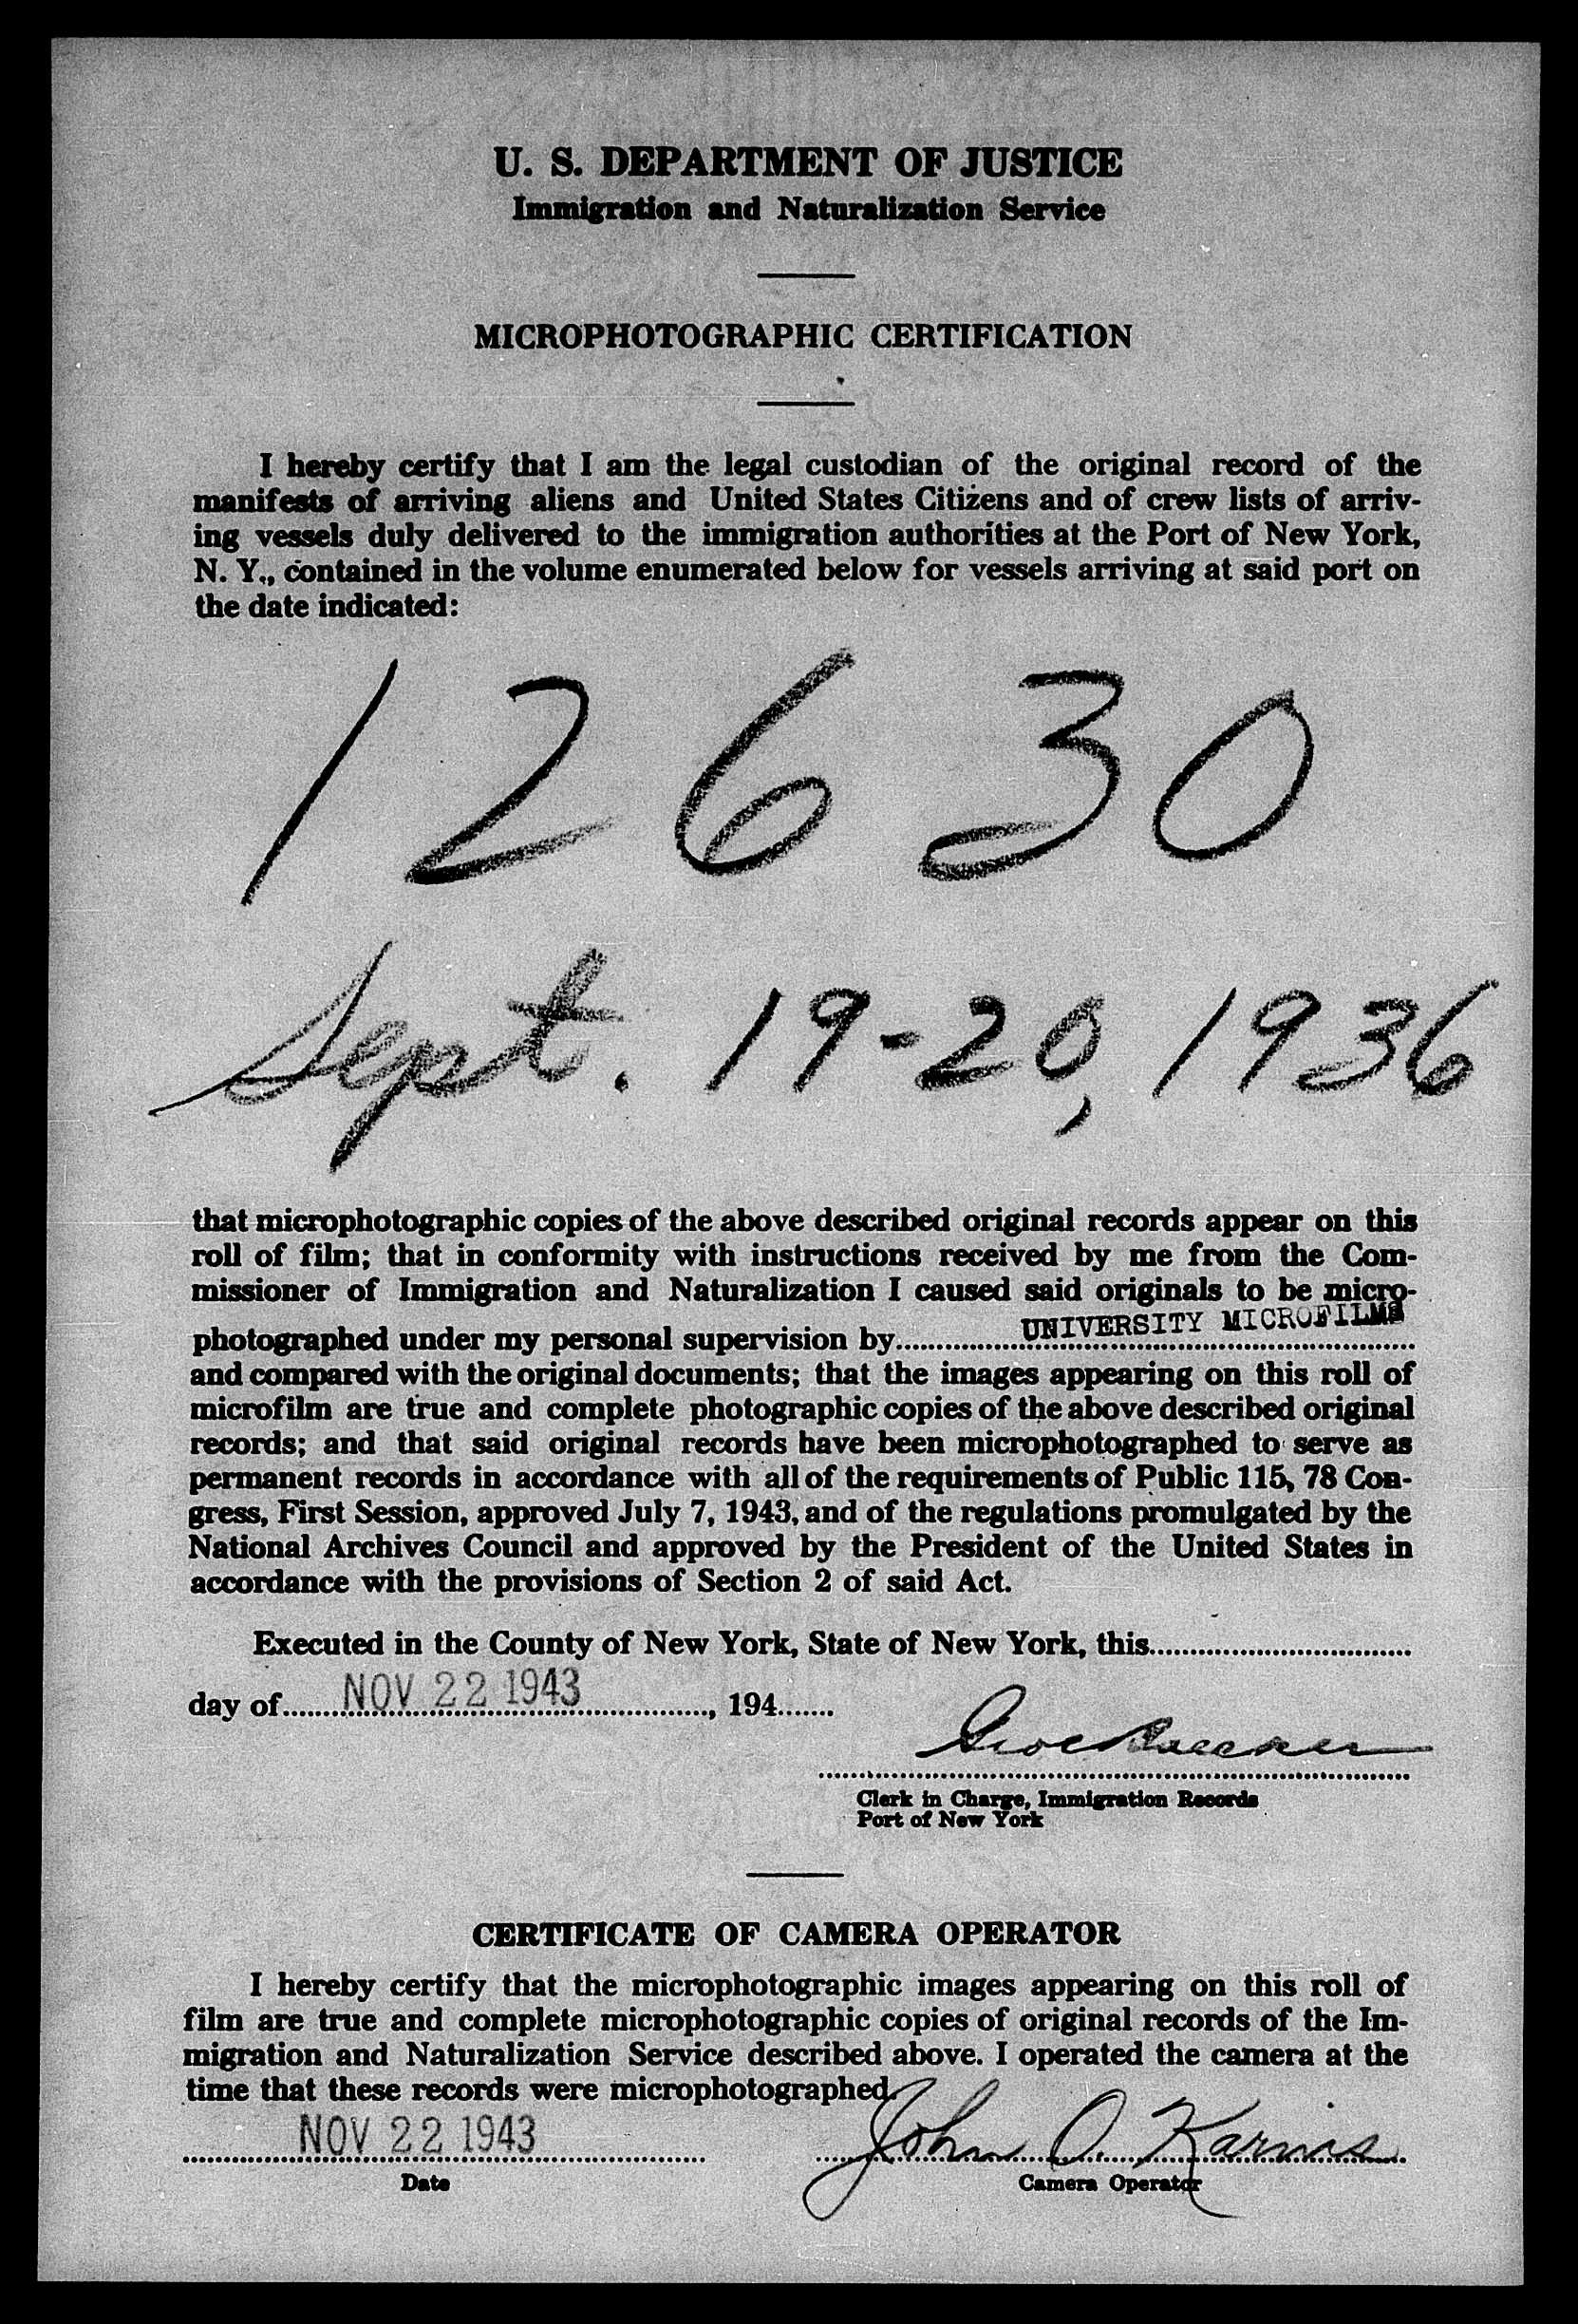 U. S. DEPARTMENT OF JUSTICE
Immigration and Naturalization Service
MICROPHOTOGRAPHIC CERTIFICATION
I hereby certify that I am the legal custodian of the original record of the
manifests of arriving aliens and United States Citizens and of crew lists of arriv-
ing vessels duly delivered to the immigration authorities at the Port of New York,
N. Y., contained in the volume enumerated below for vessels arriving at said port on
the date indicated:
12630
Sept. 19-20, 1936
that microphotographic copies of the above described original records appear on this
roll of film; that in conformity with instructions received by me from the Com-
missioner of Immigration and Naturalization I caused said originals to be micro-
photographed under my personal supervision by UNIVERSITY MICROFILMS
and compared with the original documents; that the images appearing on this roll of
microfilm are true and complete photographic copies of the above described original
records; and that said original records have been microphotographed to serve as
permanent records in accordance with all of the requirements of Public 115, 78 Con-
gress, First Session, approved July 7, 1943, and of the regulations promulgated by the
National Archives Council and approved by the President of the United States in
accordance with the provisions of Section 2 of said Act.
Executed in the County of New York, State of New York, this
day of NOV 22 1943, 194
Clerk in Charge, Immigration Records
Port of New York
CERTIFICATE OF CAMERA OPERATOR
I hereby certify that the microphotographic images appearing on this roll of
film are true and complete microphotographic copies of original records of the Im-
migration and Naturalization Service described above. I operated the camera at the
time that these records were microphotographed.
NOV 22 1943 John O.
Date Camera Operator